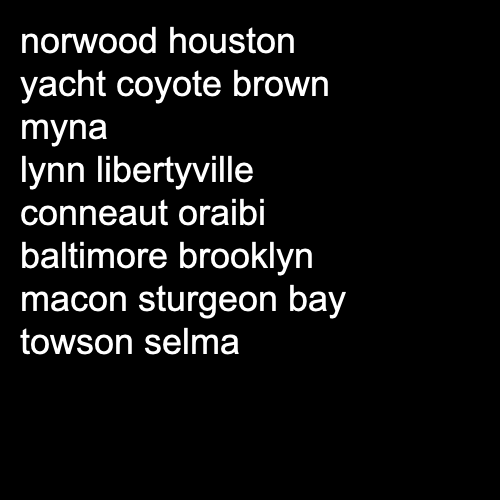 norwood houston
yacht coyote brown
myna
lynn libertyville
conneaut oraibi
baltimore brooklyn
macon sturgeon bay
towson selma